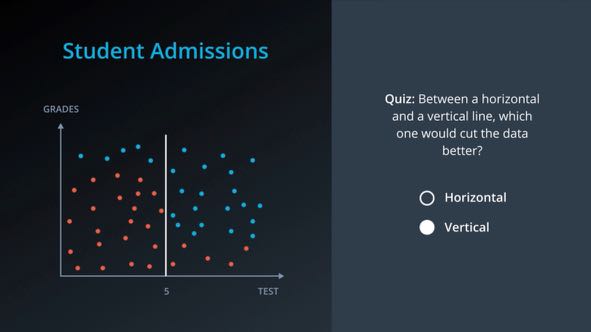 Student Admissions
GRADES
5
TEST
Quiz: Between a horizontal
and a vertical line, which
one would cut the data
better?
Horizontal
Vertical